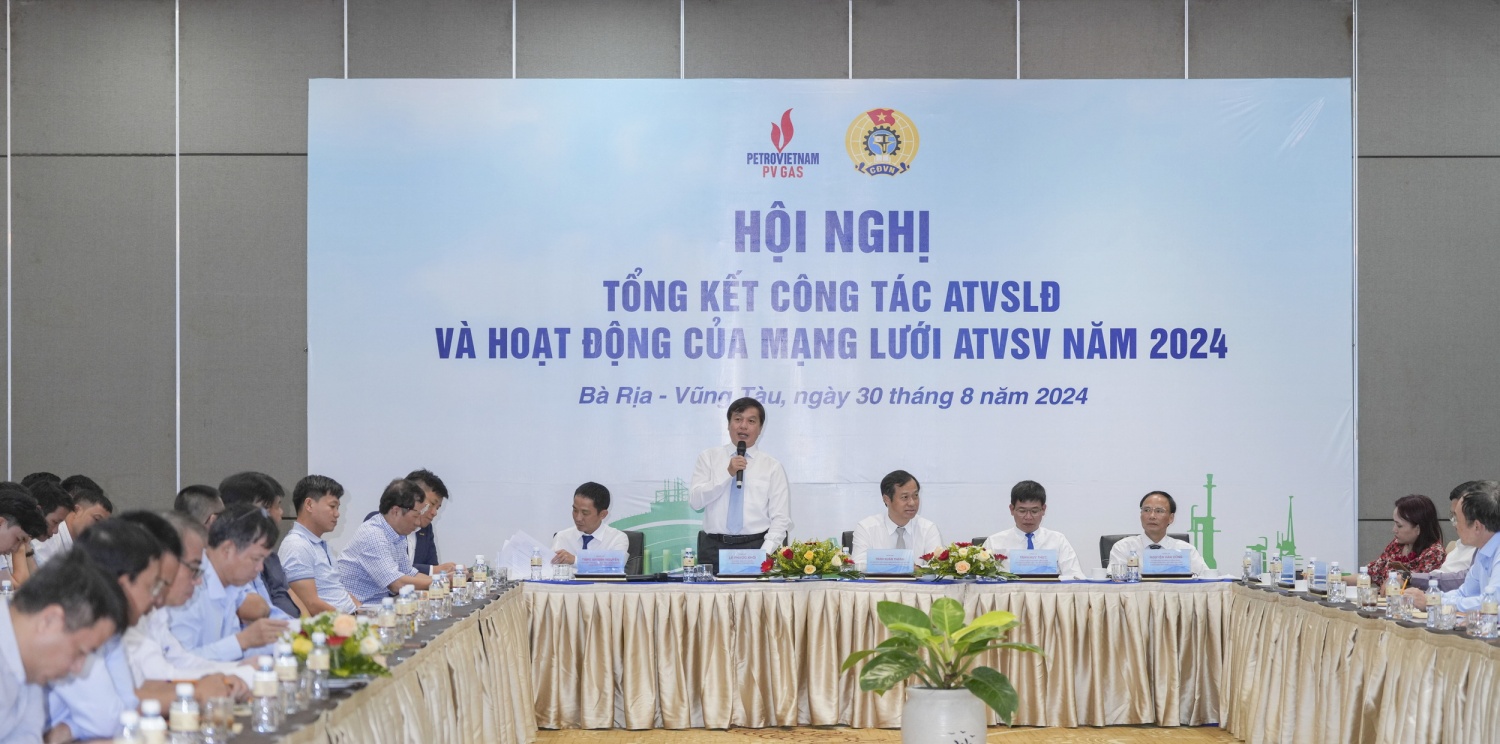 PETROVIETNAM
PV GAS
CĐVN
HỘI NGHỊ
TỔNG KẾT CÔNG TÁC ATVSLĐ
VÀ HOẠT ĐỘNG CỦA MẠNG LƯỚI ATVSV NĂM 2024
Bà Rịa - Vũng Tàu, ngày 30 tháng 8 năm 2024